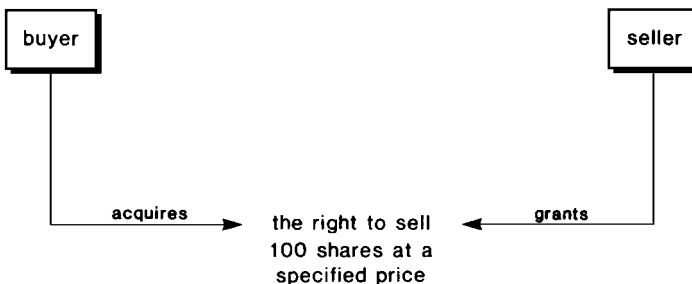 buyer
seller
acquires
grants
the right to sell
100 shares at a
specified price